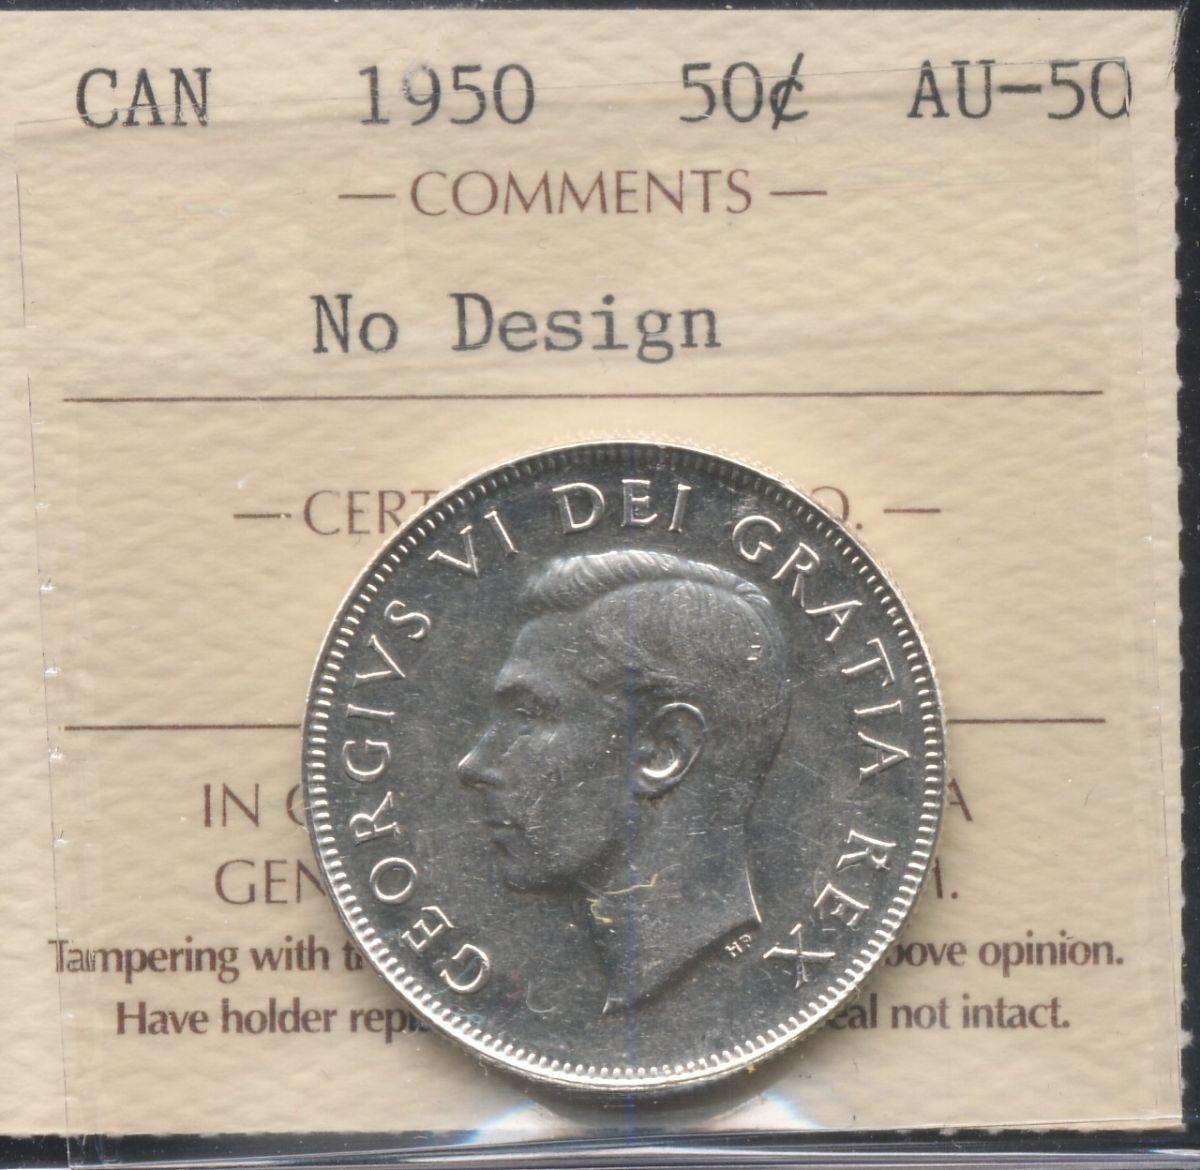 CAN 1950 50¢ AU-50
— COMMENTS —
No Design
— CERT O. —
GEORGIVS VI DEI GRATIA REX
HP
IN A
GEN M.
Tampering with t bove opinion.
Have holder rep eal not intact.